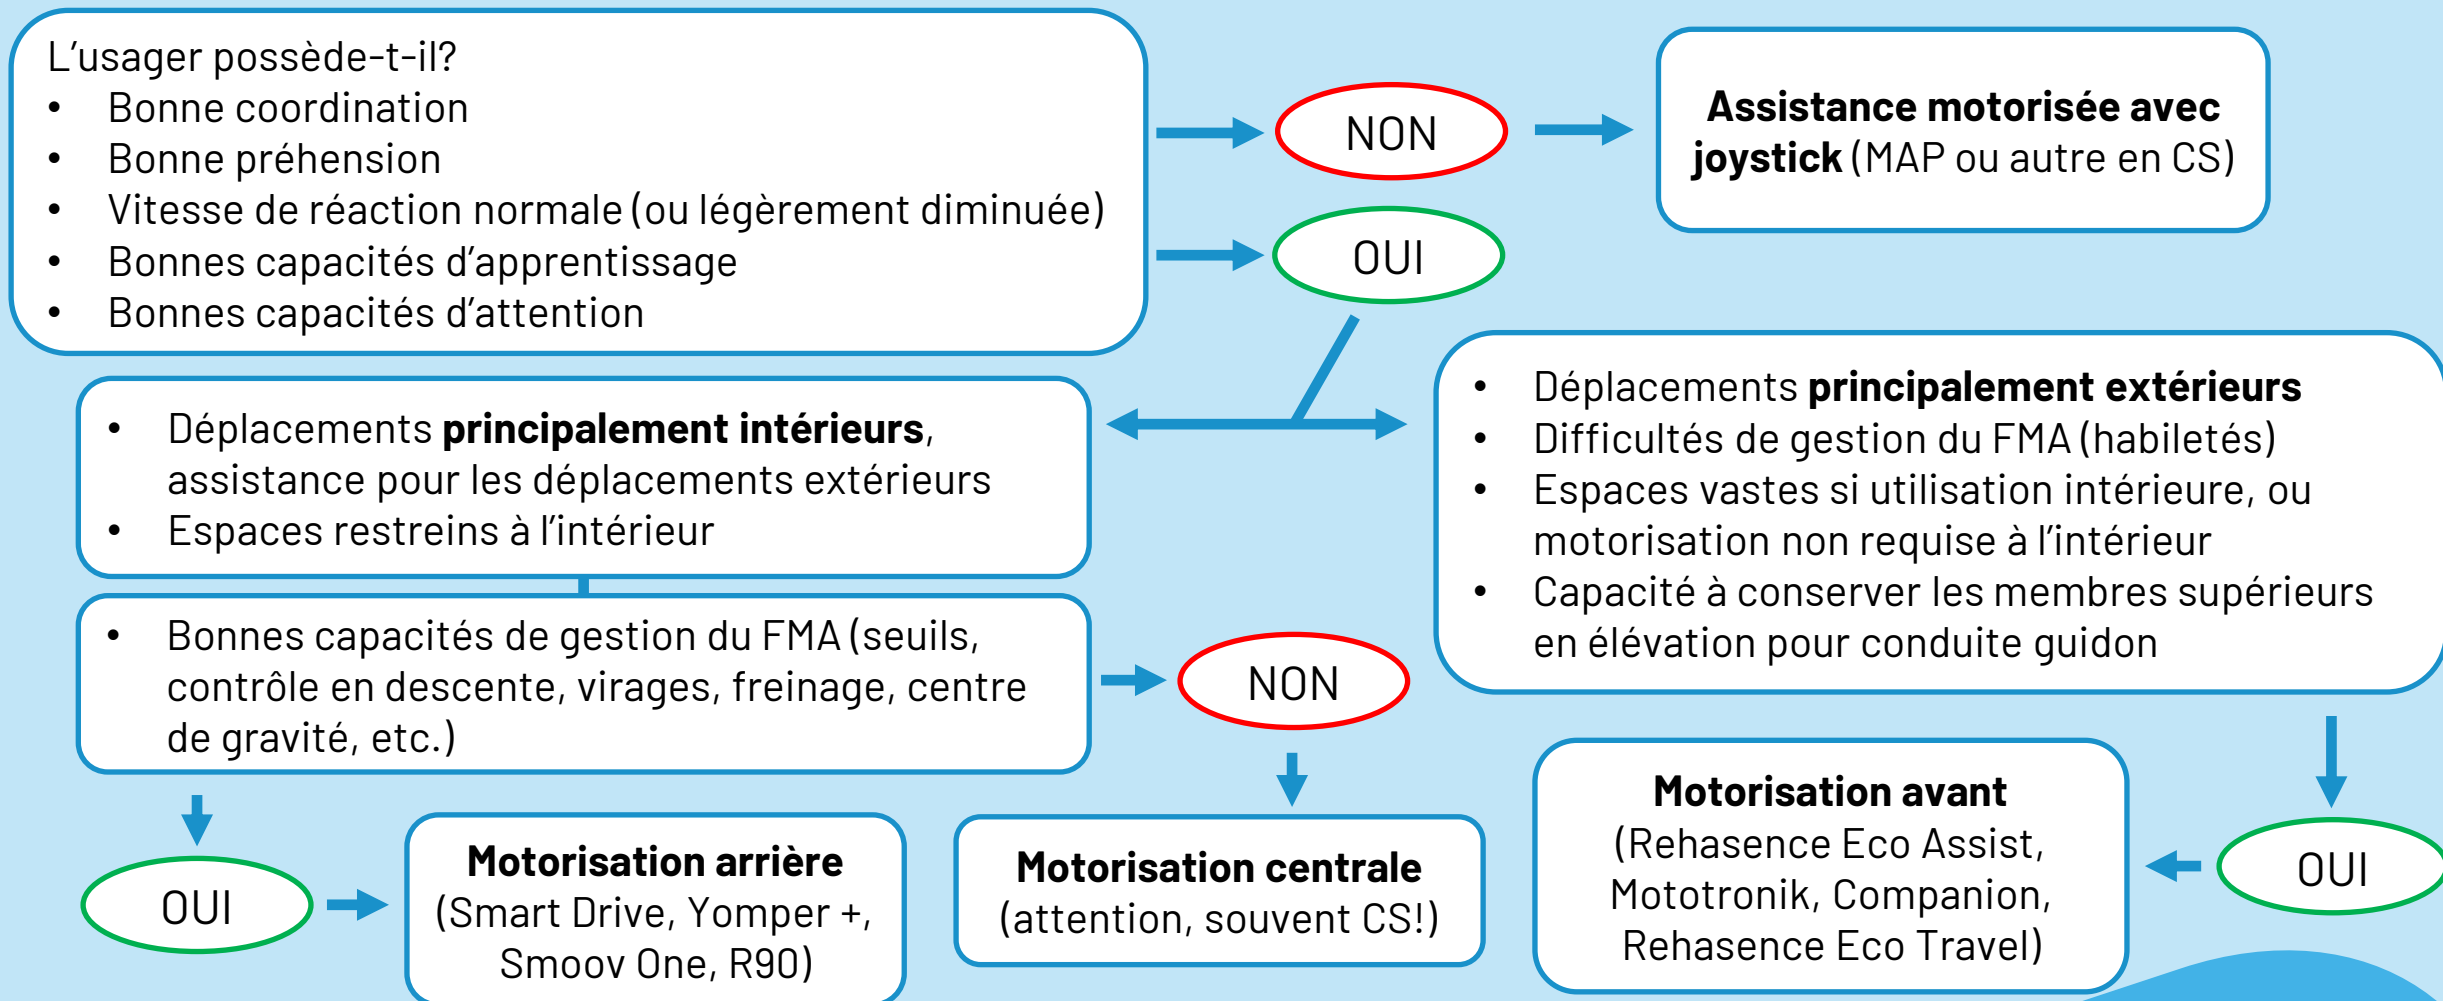 L'usager possède-t-il?
• Bonne coordination
• Bonne préhension
• Vitesse de réaction normale (ou légèrement diminuée)
• Bonnes capacités d'apprentissage
• Bonnes capacités d'attention
NON
Assistance motorisée avec
joystick (MAP ou autre en CS)
OUI
• Déplacements principalement intérieurs,
assistance pour les déplacements extérieurs
• Espaces restreins à l'intérieur
• Déplacements principalement extérieurs
• Difficultés de gestion du FMA (habiletés)
• Espaces vastes si utilisation intérieure, ou
motorisation non requise à l'intérieur
• Capacité à conserver les membres supérieurs
en élévation pour conduite guidon
• Bonnes capacités de gestion du FMA (seuils,
contrôle en descente, virages, freinage, centre
de gravité, etc.)
NON
OUI
Motorisation arrière
(Smart Drive, Yomper +,
Smoov One, R90)
Motorisation centrale
(attention, souvent CS!)
Motorisation avant
(Rehasence Eco Assist,
Mototronik, Companion,
Rehasence Eco Travel)
OUI